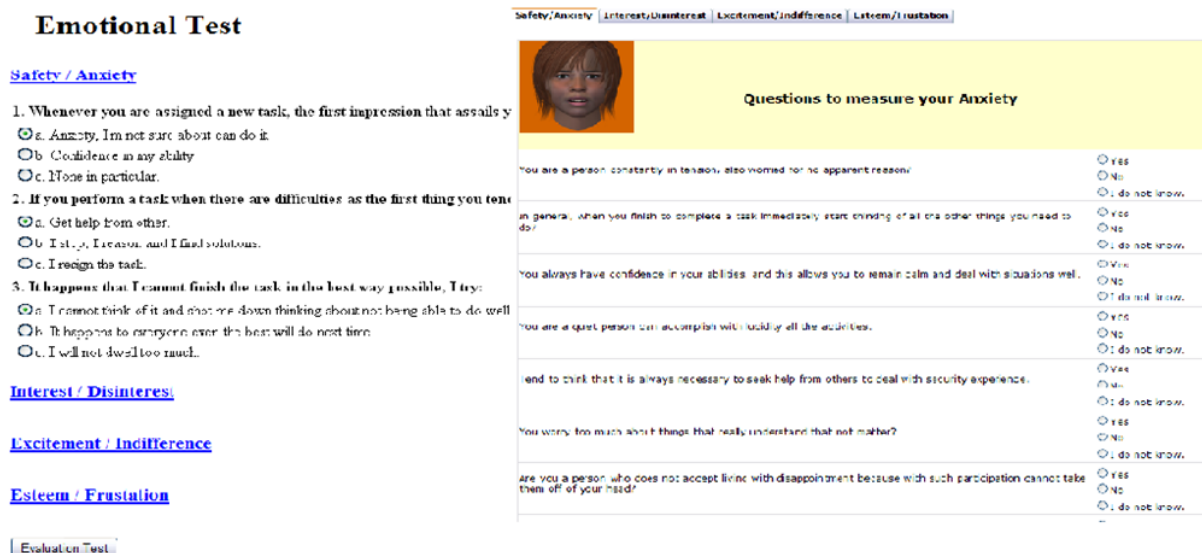 Emotional Test
Safety / Anxiety
1. Whenever you are assigned a new task, the first impression that assails y
a. Anxety, I m not sure about can do it
b. Confidence in my ability
c. None in particular.
2. If you perform a task when there are difficulties as the first thing you tend
a. Get help from other.
b. I stop, I reason and I find solutions.
c. I resign the task.
3. It happens that I cannot finish the task in the best way possible, I try:
a. I cannot think of it and shot me down thinking about not being able to do well
b. It happens to everyone even the best will do next time
c. I will not dwell too much.
Interest / Disinterest
Excitement / Indifference
Esteem / Frustation
Evaluation Test
Safety/Anxiety Interest/Disinterest Excitement/Indifference Esteem/Frustation
Questions to measure your Anxiety
You are a person constantly in tension, also worried for no apparent reason?
Yes
No
I do not know.
In general, when you finish to complete a task immediately start thinking of all the other things you need to
do?
Yes
No
I do not know.
You always have confidence in your abilities, and this allows you to remain calm and deal with situations well.
Yes
No
I do not know.
You are a quiet person can accomplish with lucidity all the activities.
Yes
No
I do not know.
Tend to think that it is always necessary to seek help from others to deal with security experience.
Yes
No
I do not know.
You worry too much about things that really understand that not matter?
Yes
No
I do not know.
Are you a person who does not accept living with disappointment because with such participation cannot take
them off of your head?
Yes
No
I do not know.